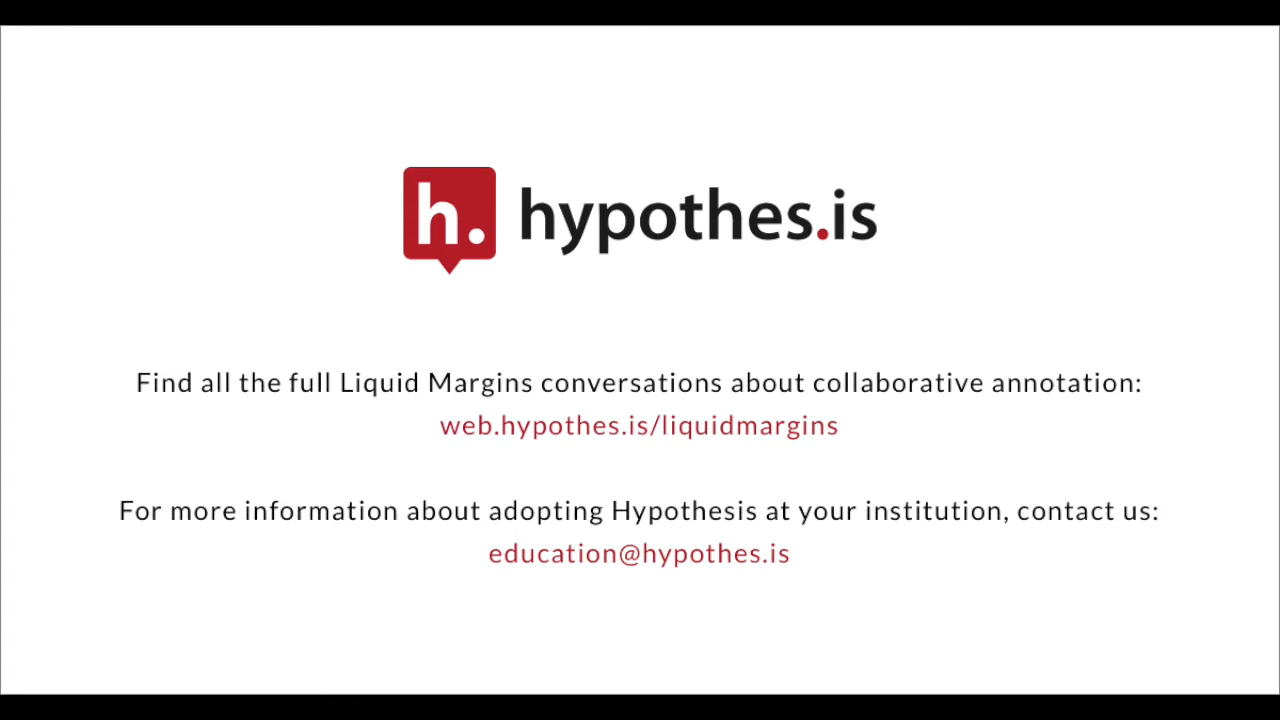 h. hypothes.is
Find all the full Liquid Margins conversations about collaborative annotation:
web.hypothes.is/liquidmargins
For more information about adopting Hypothesis at your institution, contact us:
education@hypothes.is